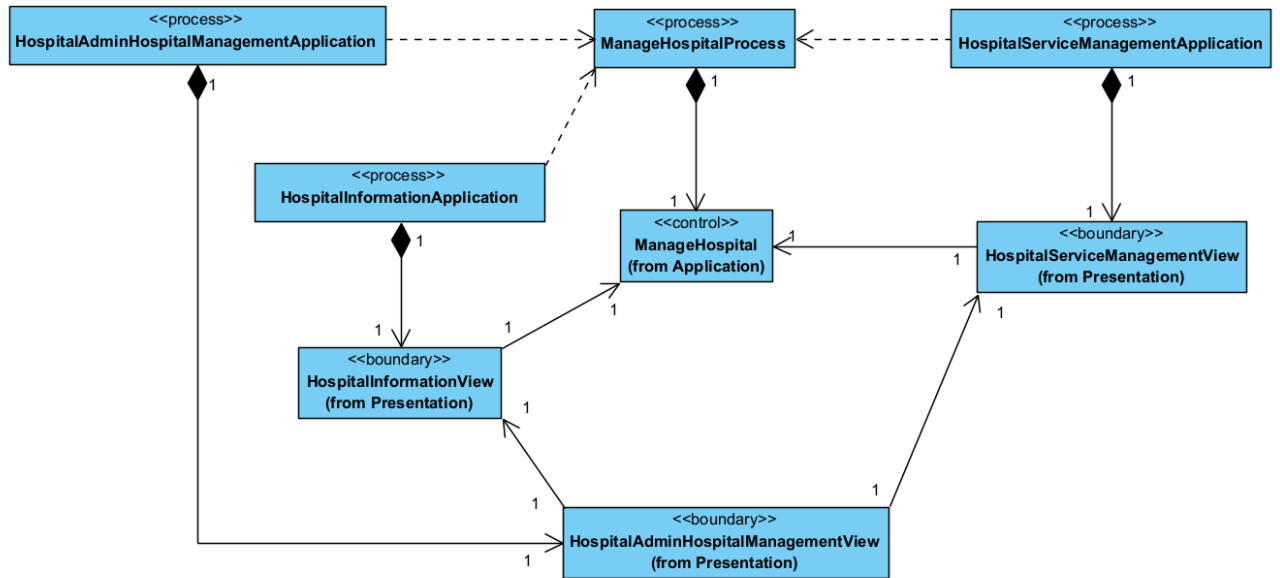 <<process>>
HospitalAdminHospitalManagementApplication
<<process>>
ManageHospitalProcess
<<process>>
HospitalServiceManagementApplication
1
1
1
<<process>>
HospitalInformationApplication
1
1
<<control>>
ManageHospital
(from Application)
1
1
1
<<boundary>>
HospitalServiceManagementView
(from Presentation)
1
1
1
1
<<boundary>>
HospitalInformationView
(from Presentation)
1
1
1
1
1
<<boundary>>
HospitalAdminHospitalManagementView
(from Presentation)